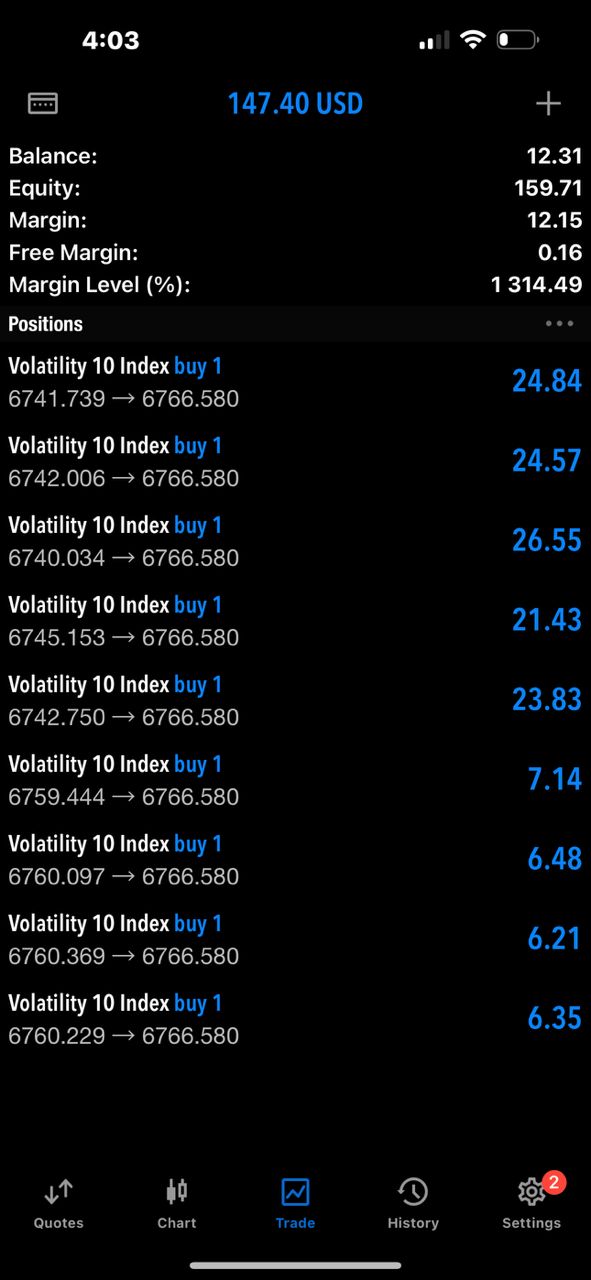 4:03
147.40 USD
Balance: 12.31
Equity: 159.71
Margin: 12.15
Free Margin: 0.16
Margin Level (%): 1 314.49
Positions
Volatility 10 Index buy 1 24.84
6741.739 → 6766.580
Volatility 10 Index buy 1 24.57
6742.006 → 6766.580
Volatility 10 Index buy 1 26.55
6740.034 → 6766.580
Volatility 10 Index buy 1 21.43
6745.153 → 6766.580
Volatility 10 Index buy 1 23.83
6742.750 → 6766.580
Volatility 10 Index buy 1 7.14
6759.444 → 6766.580
Volatility 10 Index buy 1 6.48
6760.097 → 6766.580
Volatility 10 Index buy 1 6.21
6760.369 → 6766.580
Volatility 10 Index buy 1 6.35
6760.229 → 6766.580
2
Quotes Chart Trade History Settings